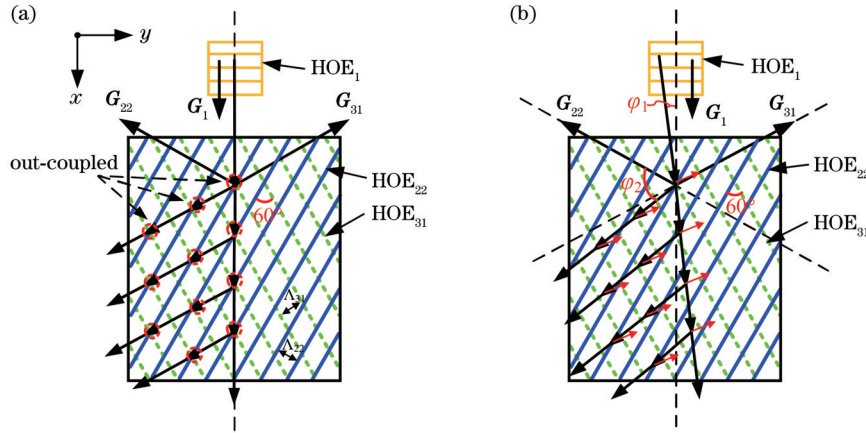 (a)
y
x
HOE₁
G₁
G₂₂
G₃₁
out-coupled
HOE₂₂
HOE₃₁
60°
Λ₃₁
Λ₂₂
(b)
HOE₁
G₂₂
φ₁
G₁
G₃₁
HOE₂₂
φ₂
60°
HOE₃₁